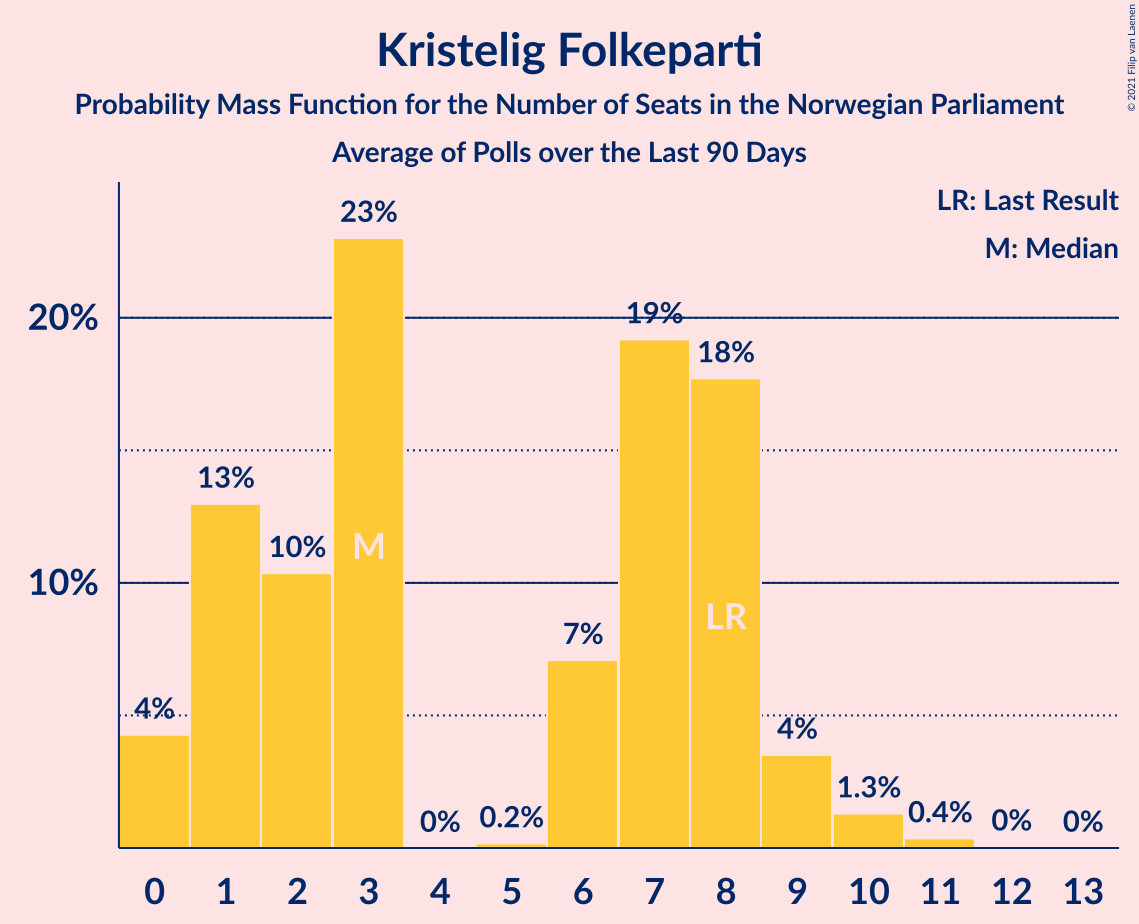 Kristelig Folkeparti
Probability Mass Function for the Number of Seats in the Norwegian Parliament
Average of Polls over the Last 90 Days
© 2021 Filip van Laenen
LR: Last Result
M: Median
20%
10%
4%
13%
10%
23%
0%
0.2%
7%
19%
18%
4%
1.3%
0.4%
0%
0%
M
LR
0 1 2 3 4 5 6 7 8 9 10 11 12 13